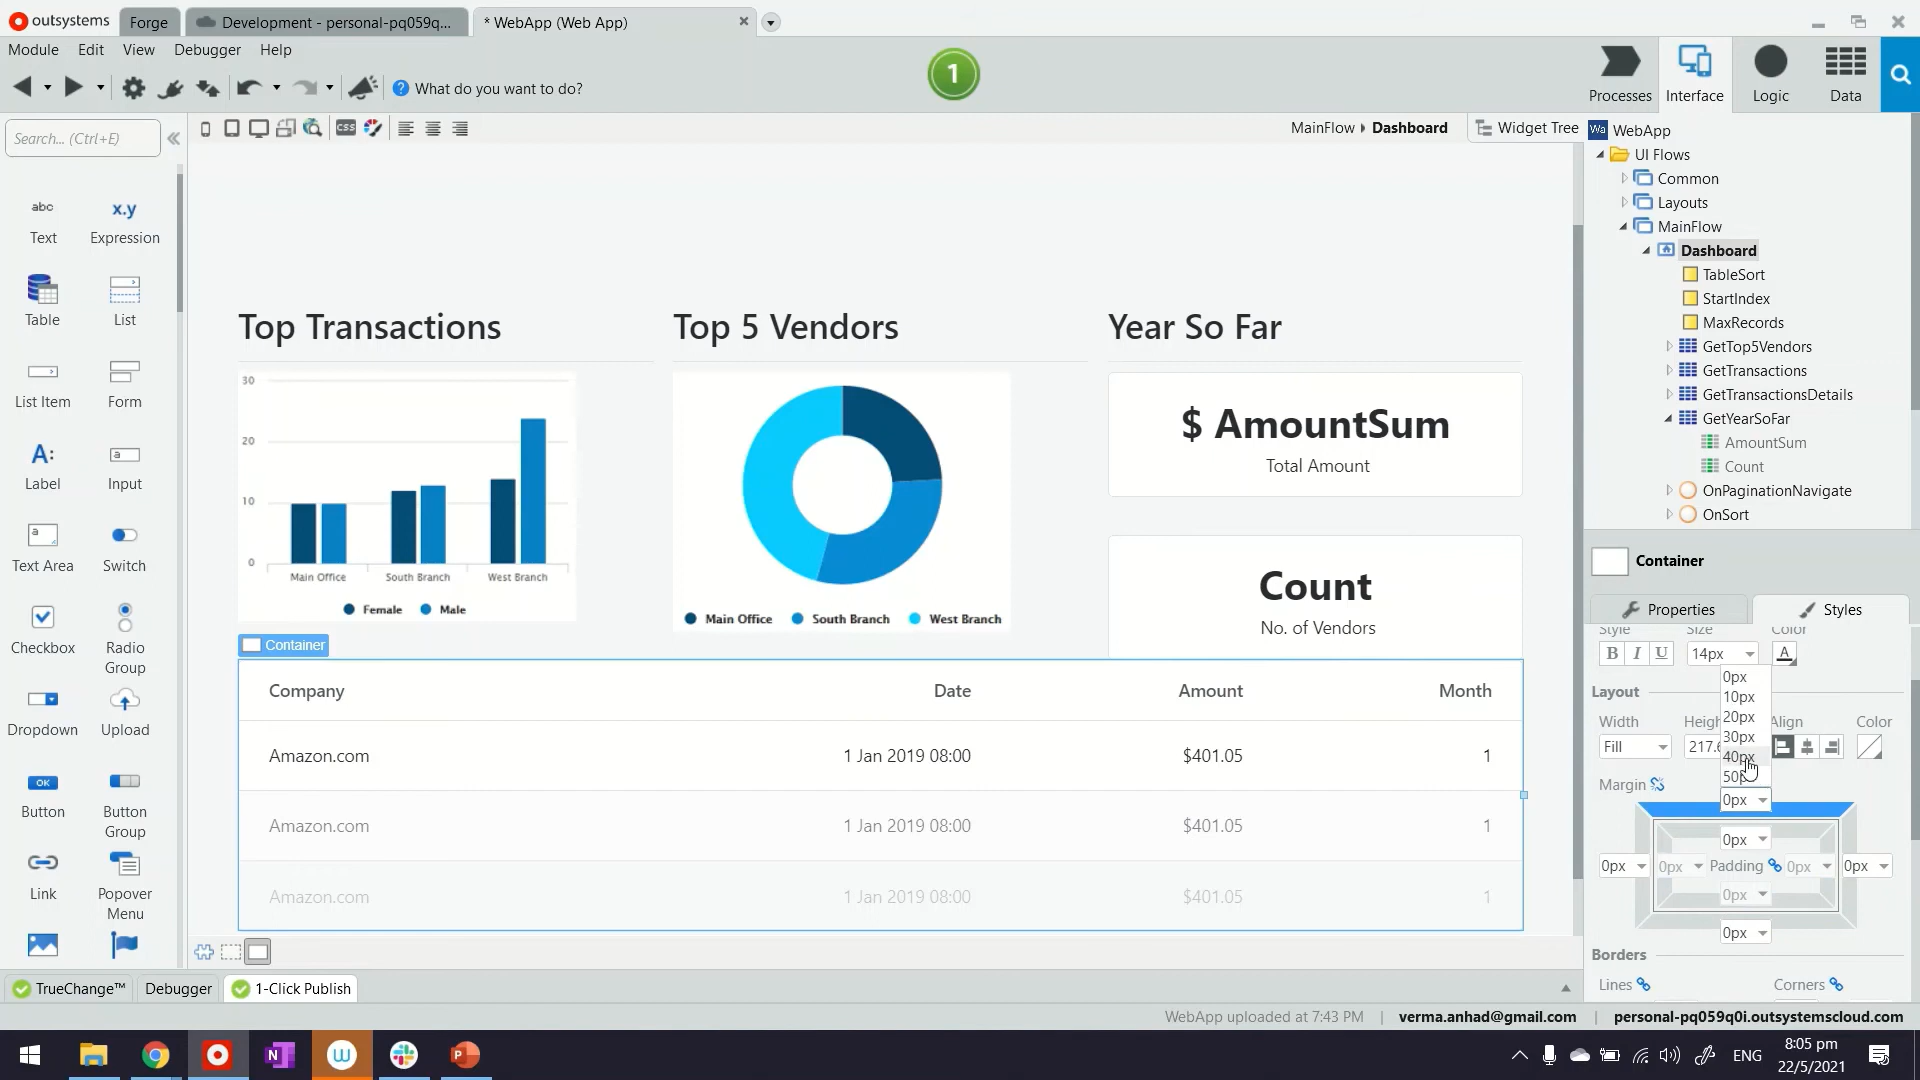 outsystems
Forge
Development - personal-pq059q...
* WebApp (Web App)
Module
Edit
View
Debugger
Help
What do you want to do?
1
Processes
Interface
Logic
Data
Search... (Ctrl+E)
CSS
MainFlow
Dashboard
Widget Tree
Wa
WebApp
UI Flows
Common
Layouts
MainFlow
Dashboard
TableSort
StartIndex
MaxRecords
GetTop5Vendors
GetTransactions
GetTransactionsDetails
GetYearSoFar
AmountSum
Count
OnPaginationNavigate
OnSort
abc
Text
x.y
Expression
Table
List
List Item
Form
A:
Label
Input
Text Area
Switch
Checkbox
Radio
Group
Dropdown
Upload
OK
Button
Button
Group
Link
Popover
Menu
Top Transactions
Top 5 Vendors
Year So Far
30
20
10
0
Main Office
South Branch
West Branch
Female
Male
Main Office
South Branch
West Branch
$ AmountSum
Total Amount
Count
No. of Vendors
Container
Company
Date
Amount
Month
Amazon.com
1 Jan 2019 08:00
$401.05
1
Amazon.com
1 Jan 2019 08:00
$401.05
1
Amazon.com
1 Jan 2019 08:00
$401.05
1
Container
Properties
Styles
Style
Size
Color
B
I
U
14px
A
0px
10px
20px
30px
40px
Layout
Width
Align
Color
Fill
Margin
0px
0px
0px
0px
Padding
0px
0px
0px
0px
Borders
Lines
Corners
TrueChange™
Debugger
1-Click Publish
WebApp uploaded at 7:43 PM
verma.anhad@gmail.com
personal-pq059q0i.outsystemscloud.com
ENG
8:05 pm
22/5/2021